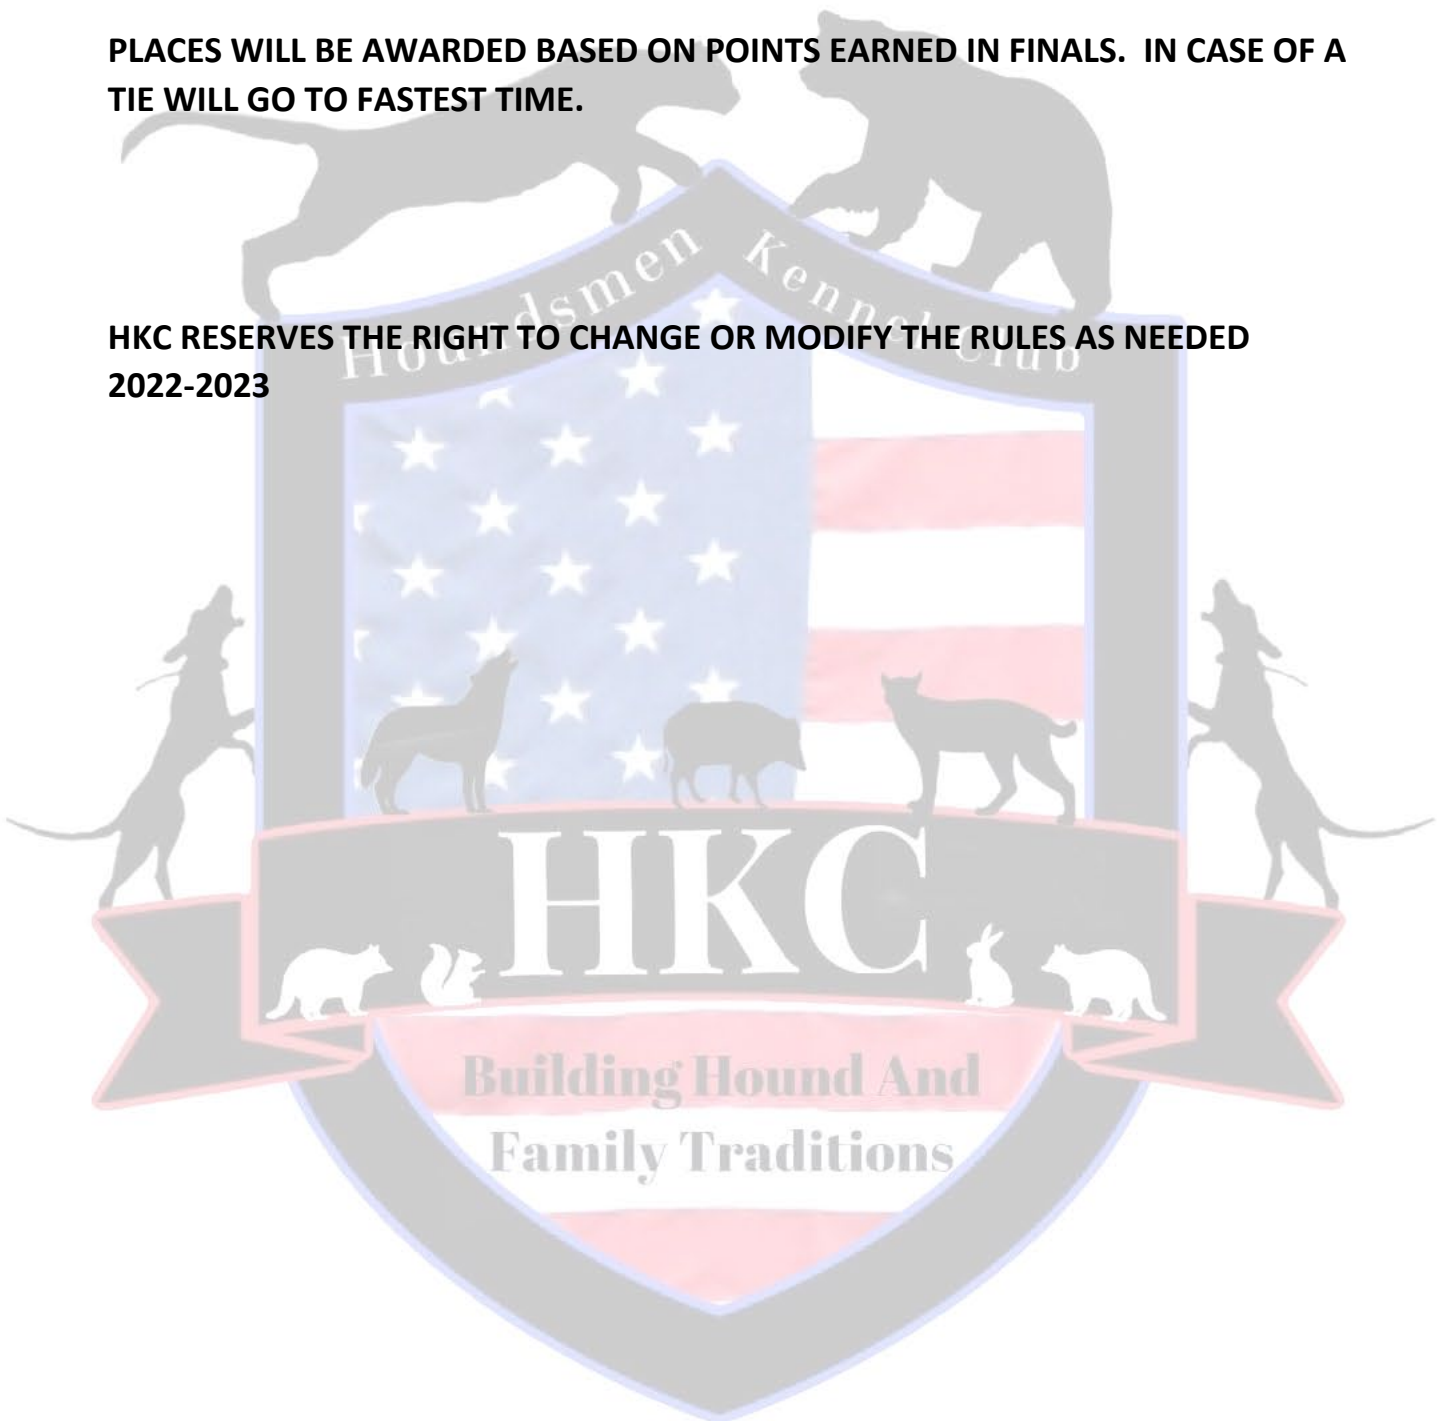 PLACES WILL BE AWARDED BASED ON POINTS EARNED IN FINALS.  IN CASE OF A
TIE WILL GO TO FASTEST TIME.
Houndsmen Kennel Club
HKC RESERVES THE RIGHT TO CHANGE OR MODIFY THE RULES AS NEEDED
2022-2023
HKC
Building Hound And
Family Traditions